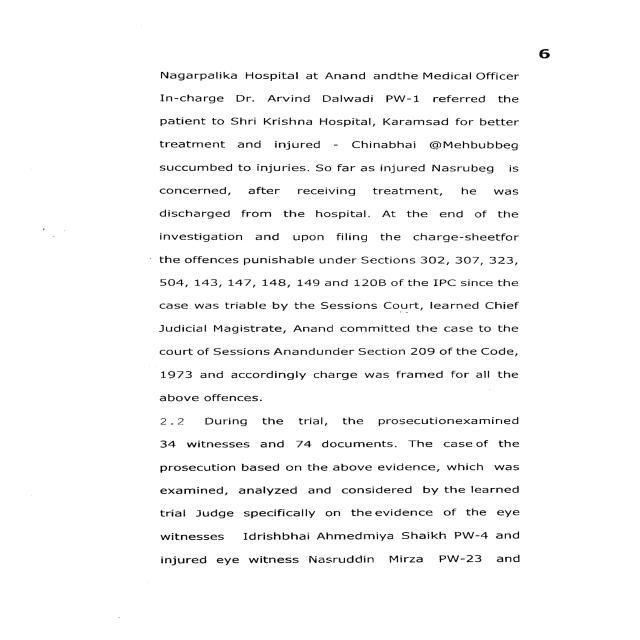 6
Nagarpalika Hospital at Anand andthe Medical Officer
In-charge Dr. Arvind Dalwadi PW-1 referred the
patient to Shri Krishna Hospital, Karamsad for better
treatment and injured - Chinabhai @Mehbubbeg
succumbed to injuries. So far as injured Nasrubeg is
concerned, after receiving treatment, he was
discharged from the hospital. At the end of the
investigation and upon filing the charge-sheetfor
the offences punishable under Sections 302, 307, 323,
504, 143, 147, 148, 149 and 120B of the IPC since the
case was triable by the Sessions Court, learned Chief
Judicial Magistrate, Anand committed the case to the
court of Sessions Anandunder Section 209 of the Code,
1973 and accordingly charge was framed for all the
above offences.
2.2 During the trial, the prosecutionexamined
34 witnesses and 74 documents. The case of the
prosecution based on the above evidence, which was
examined, analyzed and considered by the learned
trial Judge specifically on the evidence of the eye
witnesses Idrishbhai Ahmedmiya Shaikh PW-4 and
injured eye witness Nasruddin Mirza PW-23 and